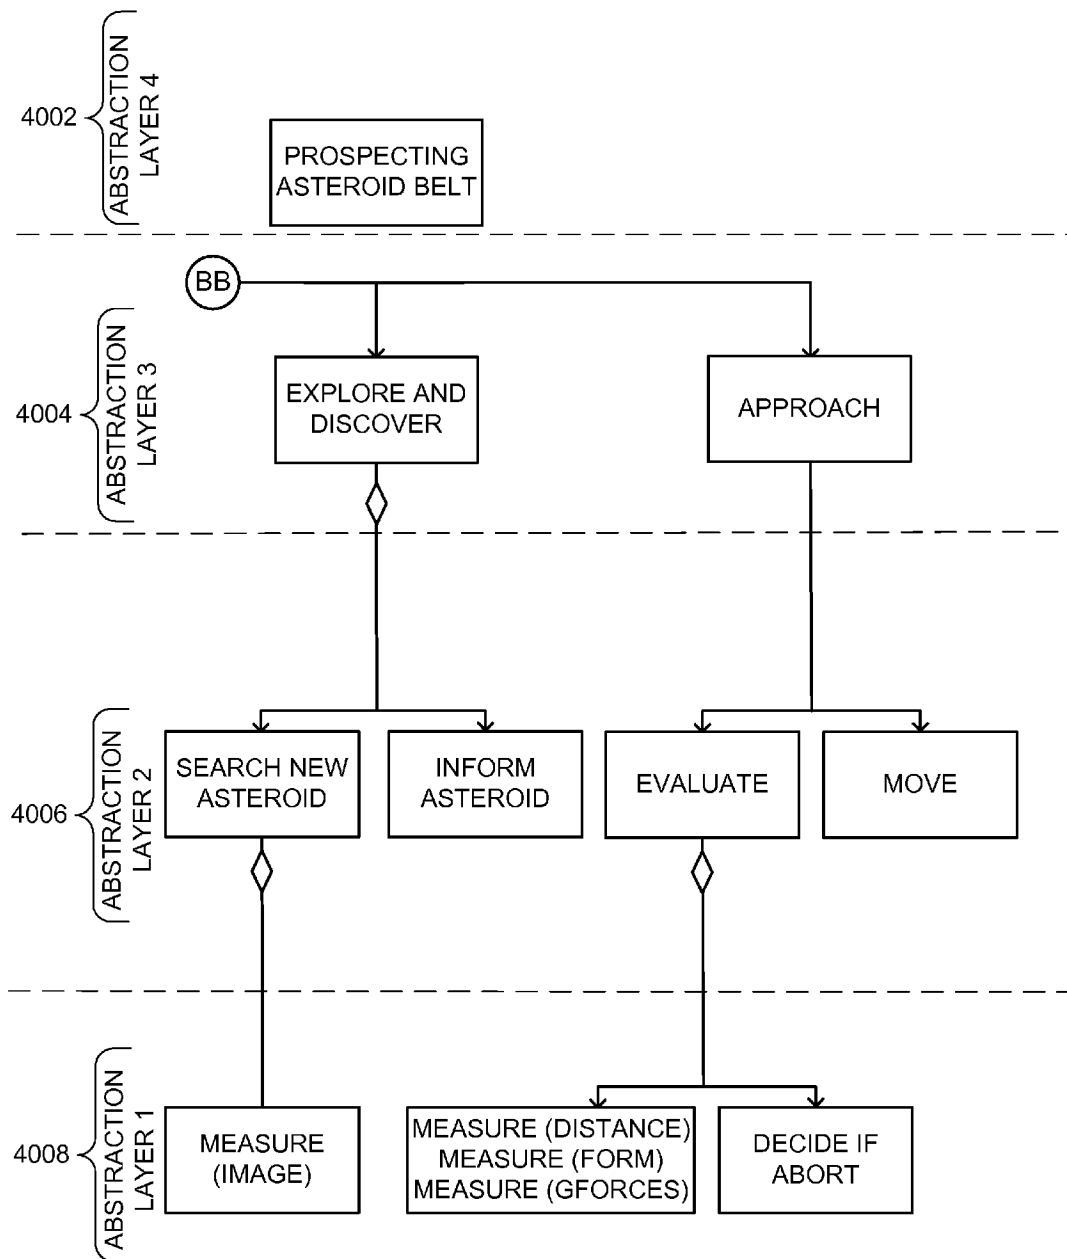 4002
ABSTRACTION
LAYER 4
PROSPECTING
ASTEROID BELT
BB
4004
ABSTRACTION
LAYER 3
EXPLORE AND
DISCOVER
APPROACH
4006
ABSTRACTION
LAYER 2
SEARCH NEW
ASTEROID
INFORM
ASTEROID
EVALUATE
MOVE
4008
ABSTRACTION
LAYER 1
MEASURE
(IMAGE)
MEASURE (DISTANCE)
MEASURE (FORM)
MEASURE (GFORCES)
DECIDE IF
ABORT